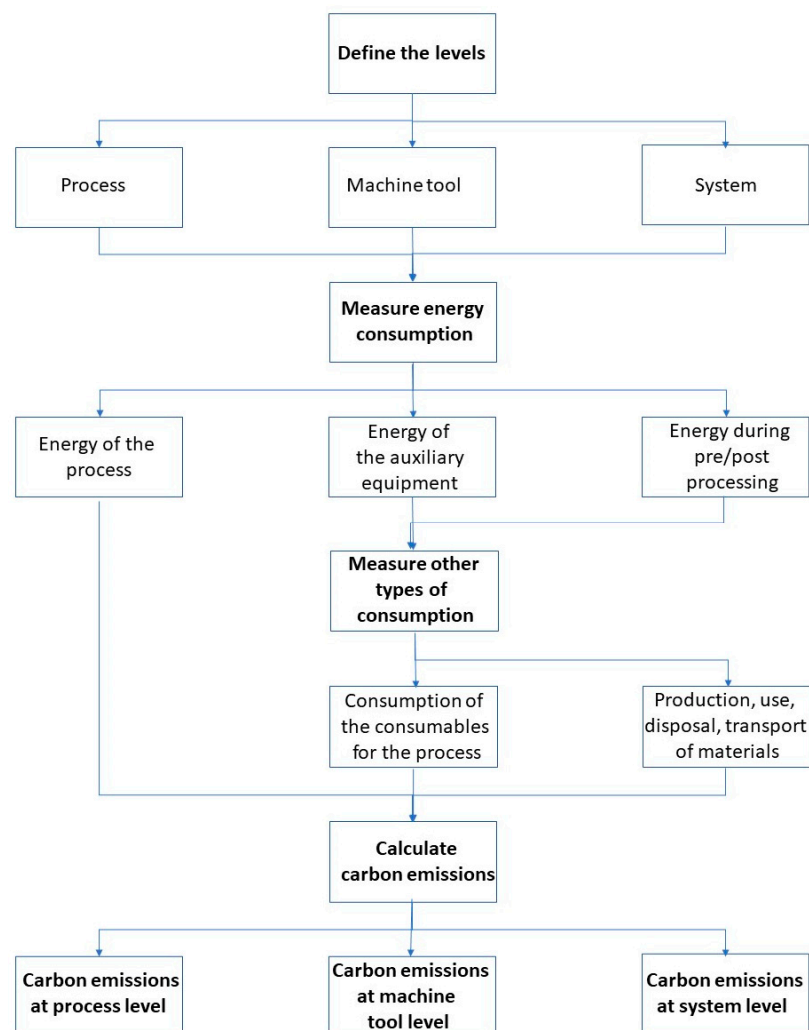 Define the levels
Process
Machine tool
System
Measure energy
consumption
Energy of the
process
Energy of
the auxiliary
equipment
Energy during
pre/post
processing
Measure other
types of
consumption
Consumption of
the consumables
for the process
Production, use,
disposal, transport
of materials
Calculate
carbon emissions
Carbon emissions
at process level
Carbon emissions
at machine
tool level
Carbon emissions
at system level